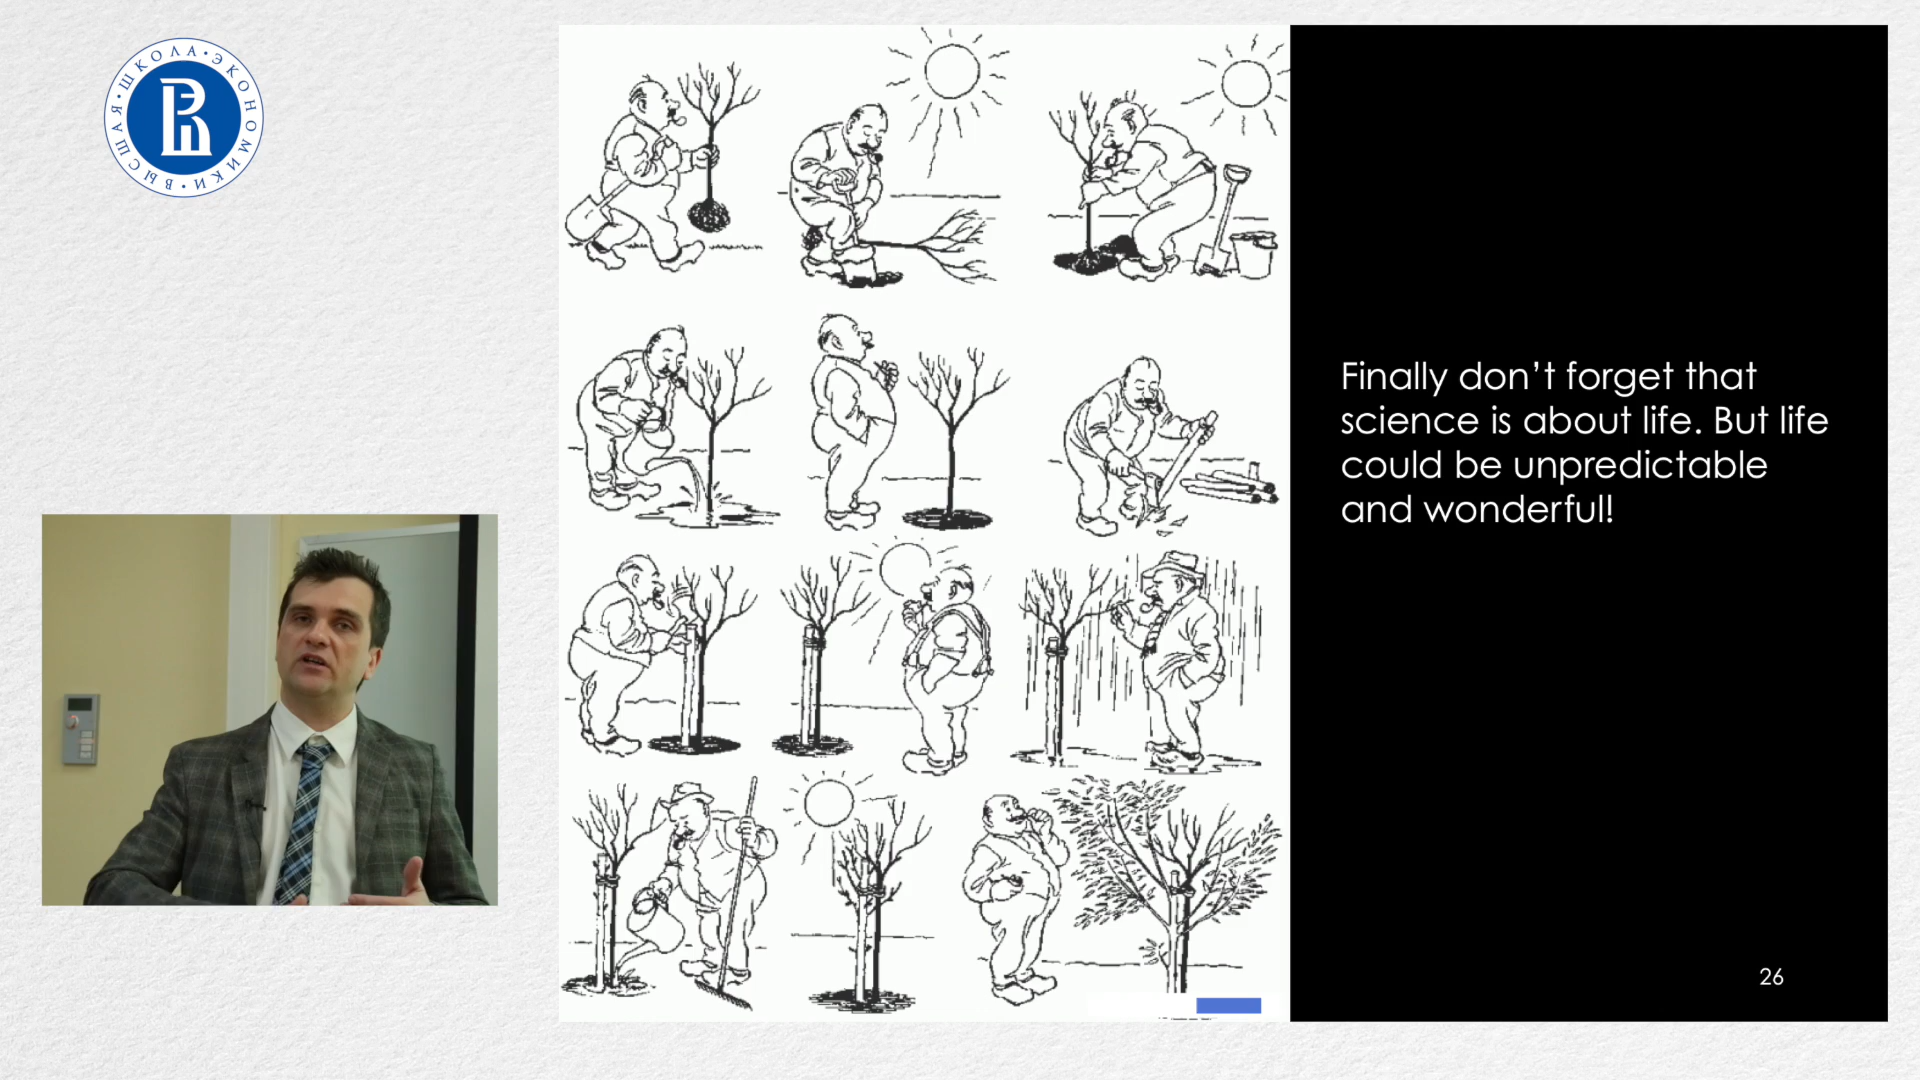 ВЫСШАЯ • ШКОЛА • ЭКОНОМИКИ •
Finally don’t forget that
science is about life. But life
could be unpredictable
and wonderful!
26